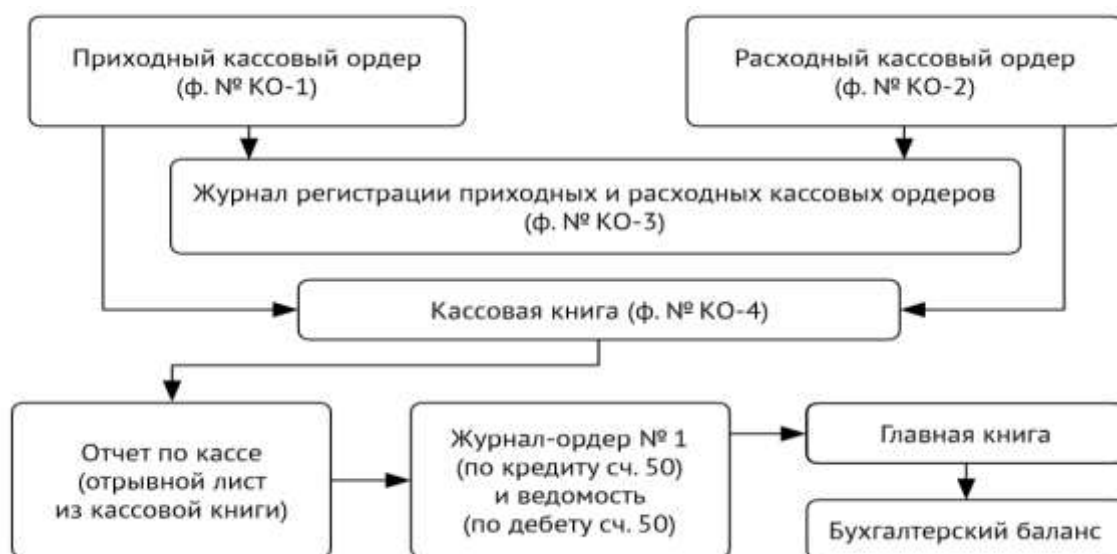 Приходный кассовый ордер
(ф. № КО-1)
Расходный кассовый ордер
(ф. № КО-2)
Журнал регистрации приходных и расходных кассовых ордеров
(ф. № КО-3)
Кассовая книга (ф. № КО-4)
Отчет по кассе
(отрывной лист
из кассовой книги)
Журнал-ордер № 1
(по кредиту сч. 50)
и ведомость
(по дебету сч. 50)
Главная книга
Бухгалтерский баланс